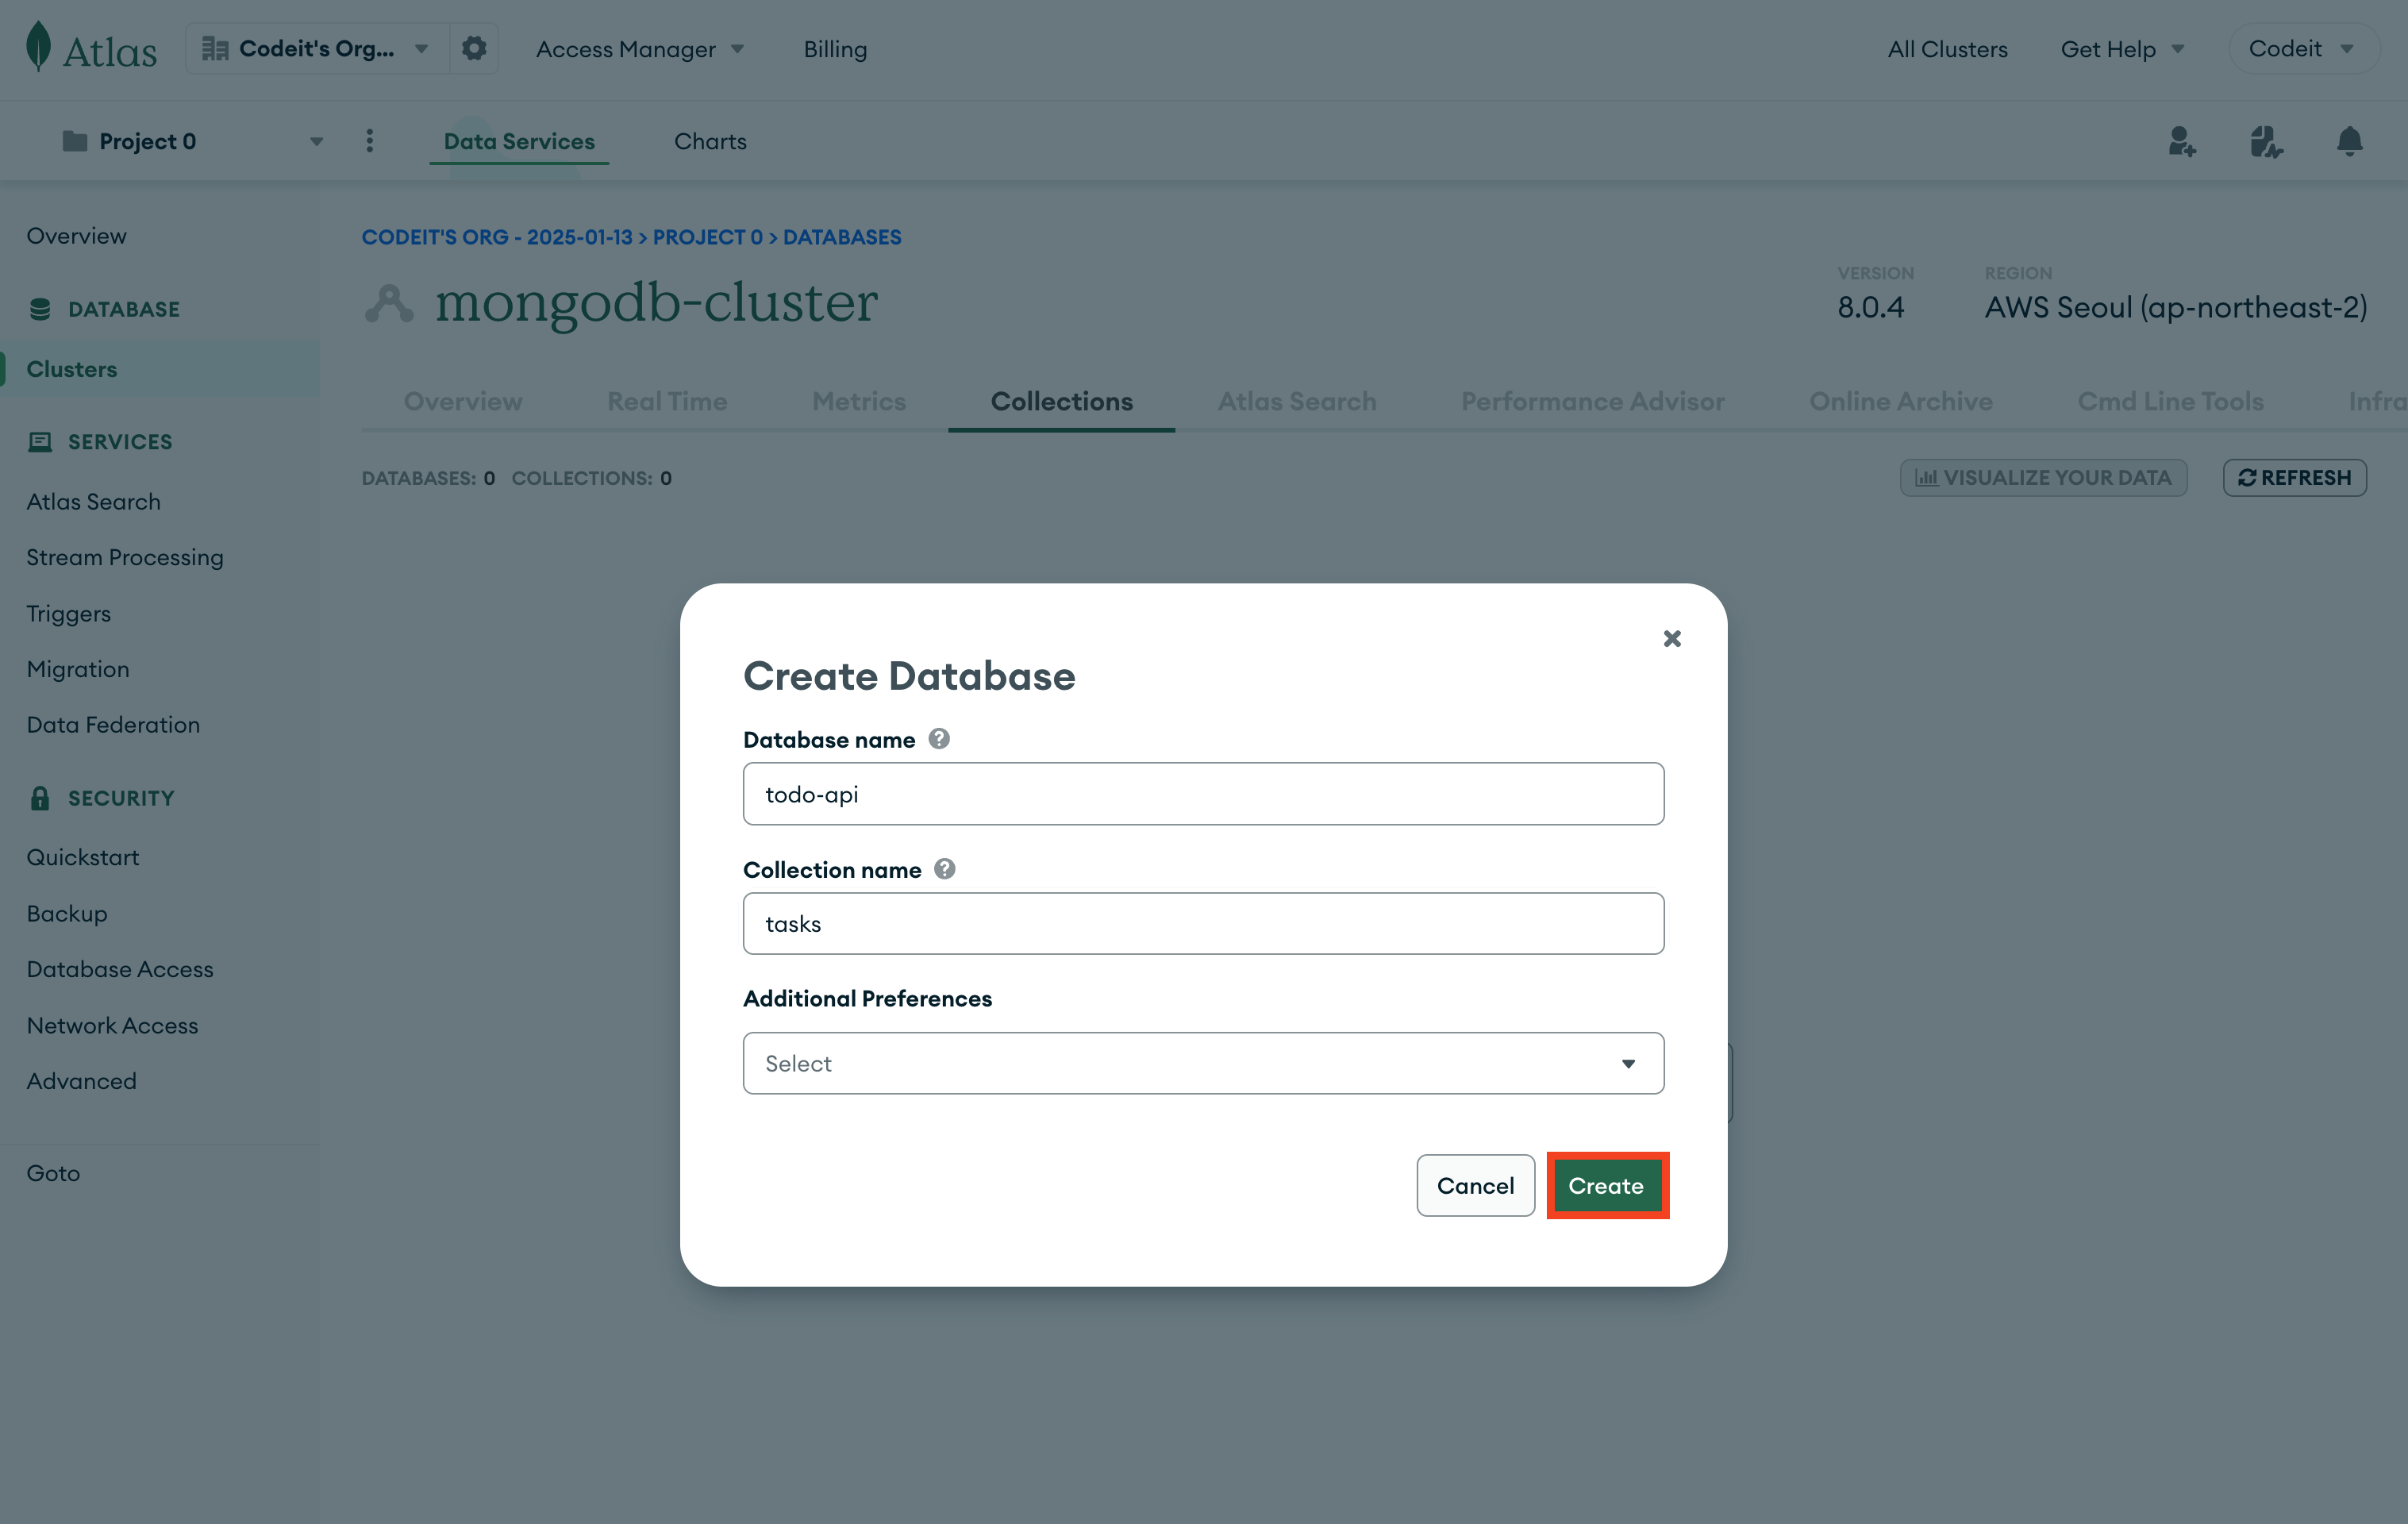 Atlas
Codeit's Org...
Access Manager
Billing
All Clusters
Get Help
Codeit
Project 0
Data Services
Charts
Overview
DATABASE
Clusters
SERVICES
Atlas Search
Stream Processing
Triggers
Migration
Data Federation
SECURITY
Quickstart
Backup
Database Access
Network Access
Advanced
Goto
CODEIT'S ORG - 2025-01-13 > PROJECT 0 > DATABASES
mongodb-cluster
VERSION
8.0.4
REGION
AWS Seoul (ap-northeast-2)
Overview
Real Time
Metrics
Collections
Atlas Search
Performance Advisor
Online Archive
Cmd Line Tools
Infra
DATABASES: 0 COLLECTIONS: 0
VISUALIZE YOUR DATA
REFRESH
Create Database
Database name
todo-api
Collection name
tasks
Additional Preferences
Select
Cancel
Create